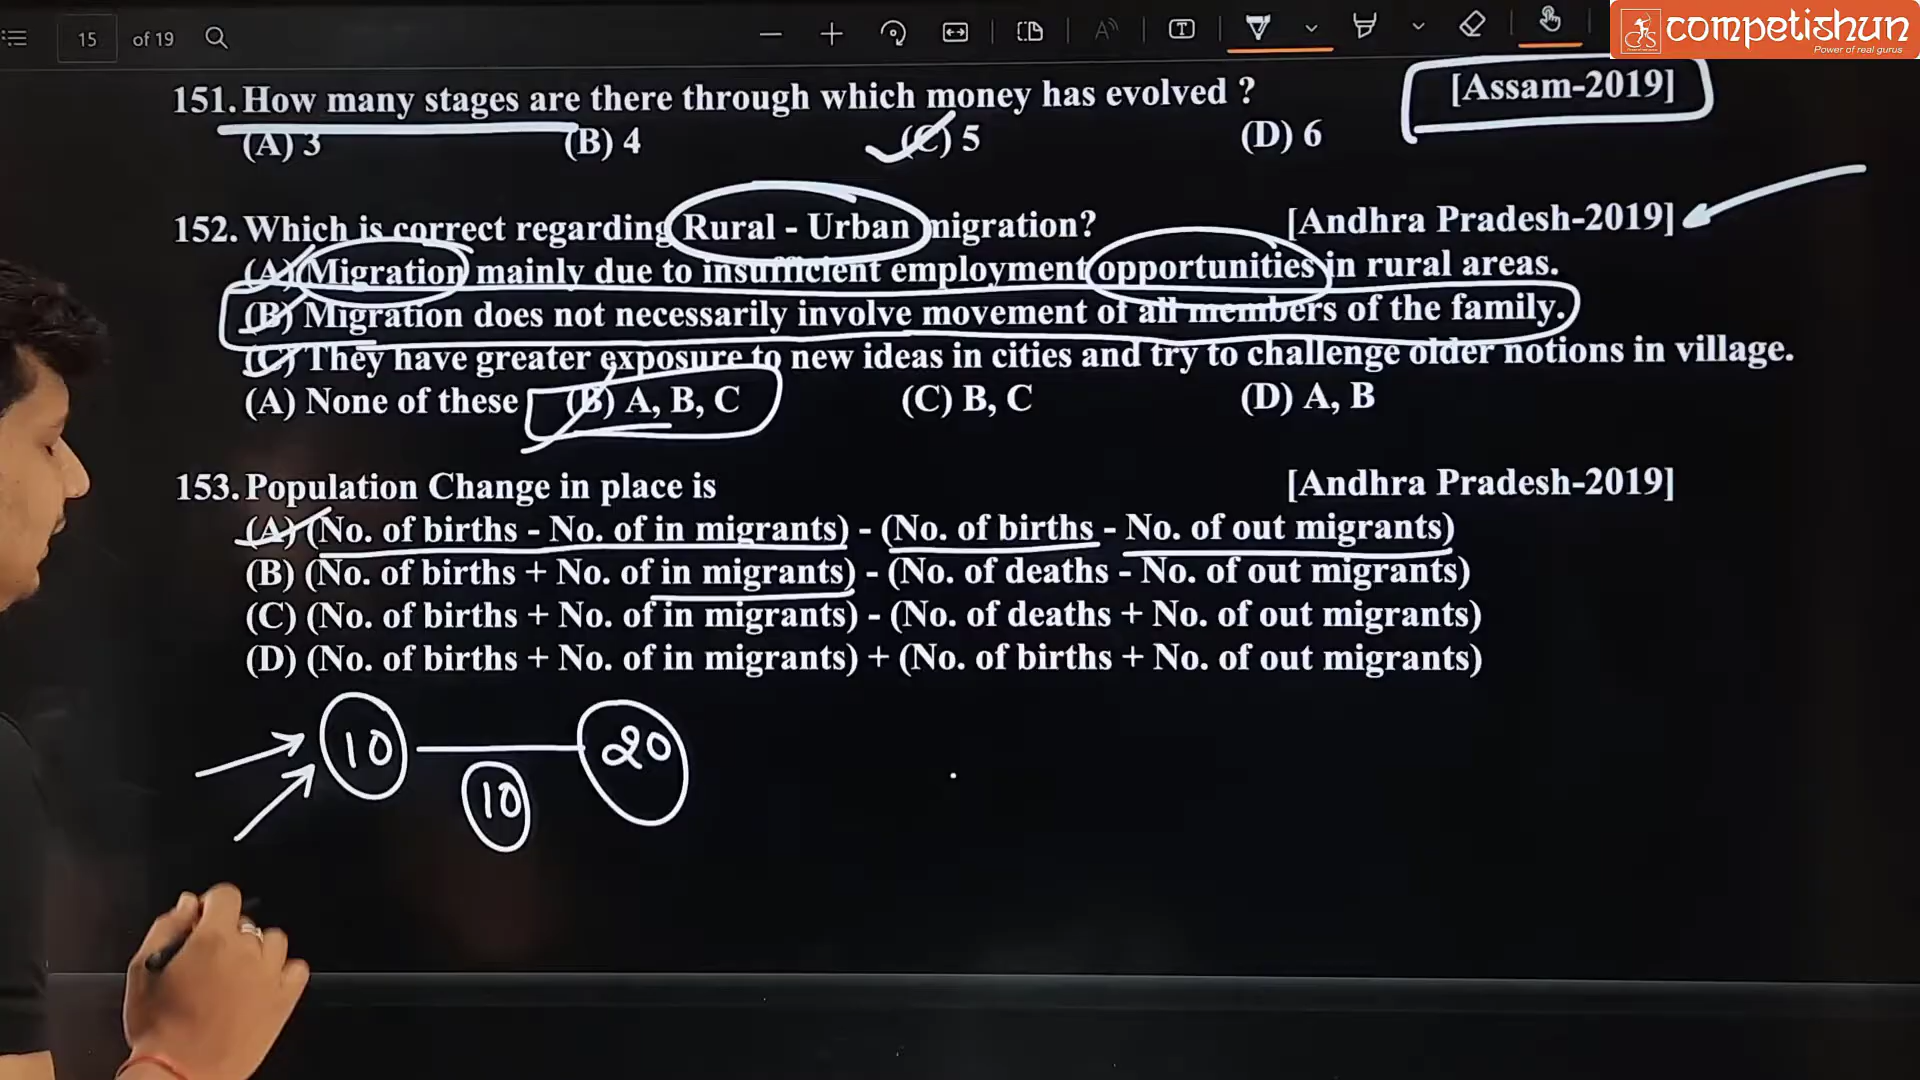 15 of 19
competishun
Power of real gurus
151. How many stages are there through which money has evolved ? [Assam-2019]
(A) 3 (B) 4 (C) 5 (D) 6
152. Which is correct regarding Rural - Urban migration? [Andhra Pradesh-2019]
(A) Migration mainly due to insufficient employment opportunities in rural areas.
(B) Migration does not necessarily involve movement of all members of the family.
(C) They have greater exposure to new ideas in cities and try to challenge older notions in village.
(A) None of these (B) A, B, C (C) B, C (D) A, B
153. Population Change in place is [Andhra Pradesh-2019]
(A) (No. of births - No. of in migrants) - (No. of births - No. of out migrants)
(B) (No. of births + No. of in migrants) - (No. of deaths - No. of out migrants)
(C) (No. of births + No. of in migrants) - (No. of deaths + No. of out migrants)
(D) (No. of births + No. of in migrants) + (No. of births + No. of out migrants)
10 20
10